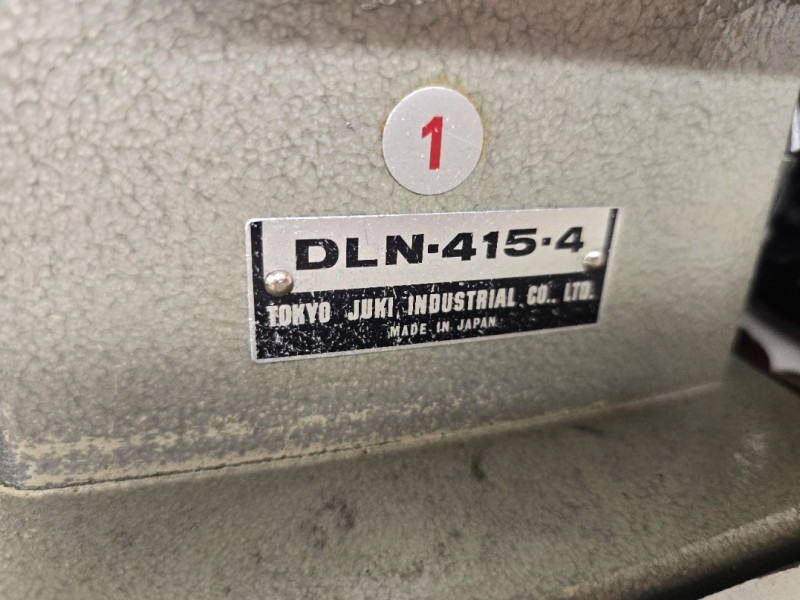 1
DLN-415-4
TOKYO JUKI INDUSTRIAL CO., LTD.
MADE IN JAPAN